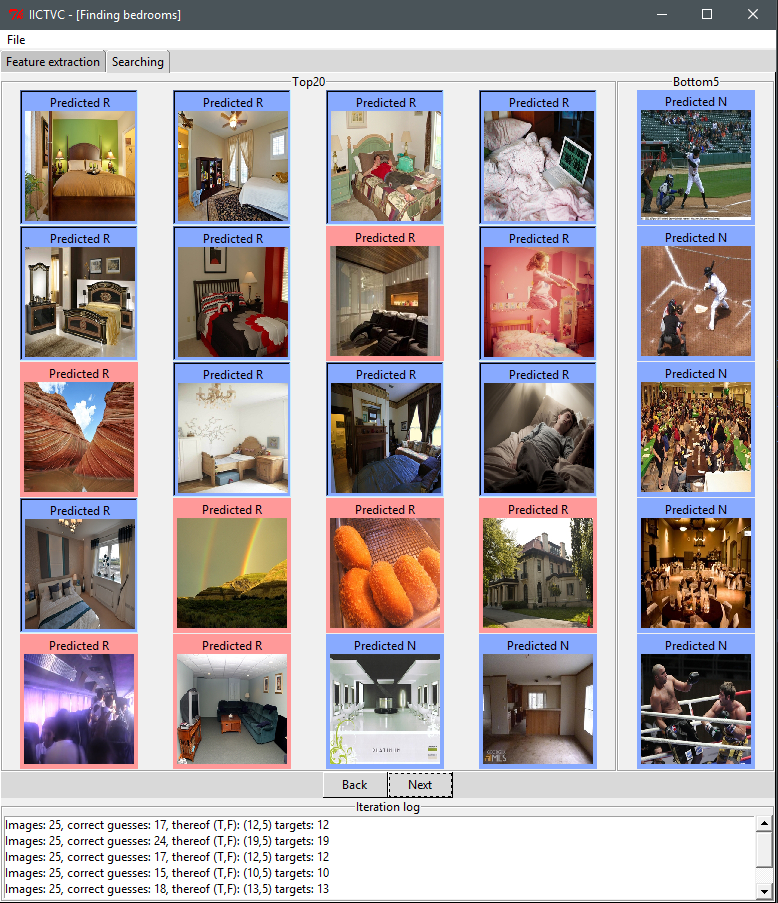 76 IICTVC - [Finding bedrooms]
File
Feature extraction Searching
Top20 Bottom5
Predicted R Predicted R Predicted R Predicted R Predicted N
Predicted R Predicted R Predicted R Predicted R Predicted N
Predicted R Predicted R Predicted R Predicted R Predicted N
Predicted R Predicted R Predicted R Predicted R Predicted N
Predicted R Predicted R Predicted N Predicted N Predicted N
PLATINUM
MLS
Back Next
Iteration log
Images: 25, correct guesses: 17, thereof (T,F): (12,5) targets: 12
Images: 25, correct guesses: 24, thereof (T,F): (19,5) targets: 19
Images: 25, correct guesses: 17, thereof (T,F): (12,5) targets: 12
Images: 25, correct guesses: 15, thereof (T,F): (10,5) targets: 10
Images: 25, correct guesses: 18, thereof (T,F): (13,5) targets: 13